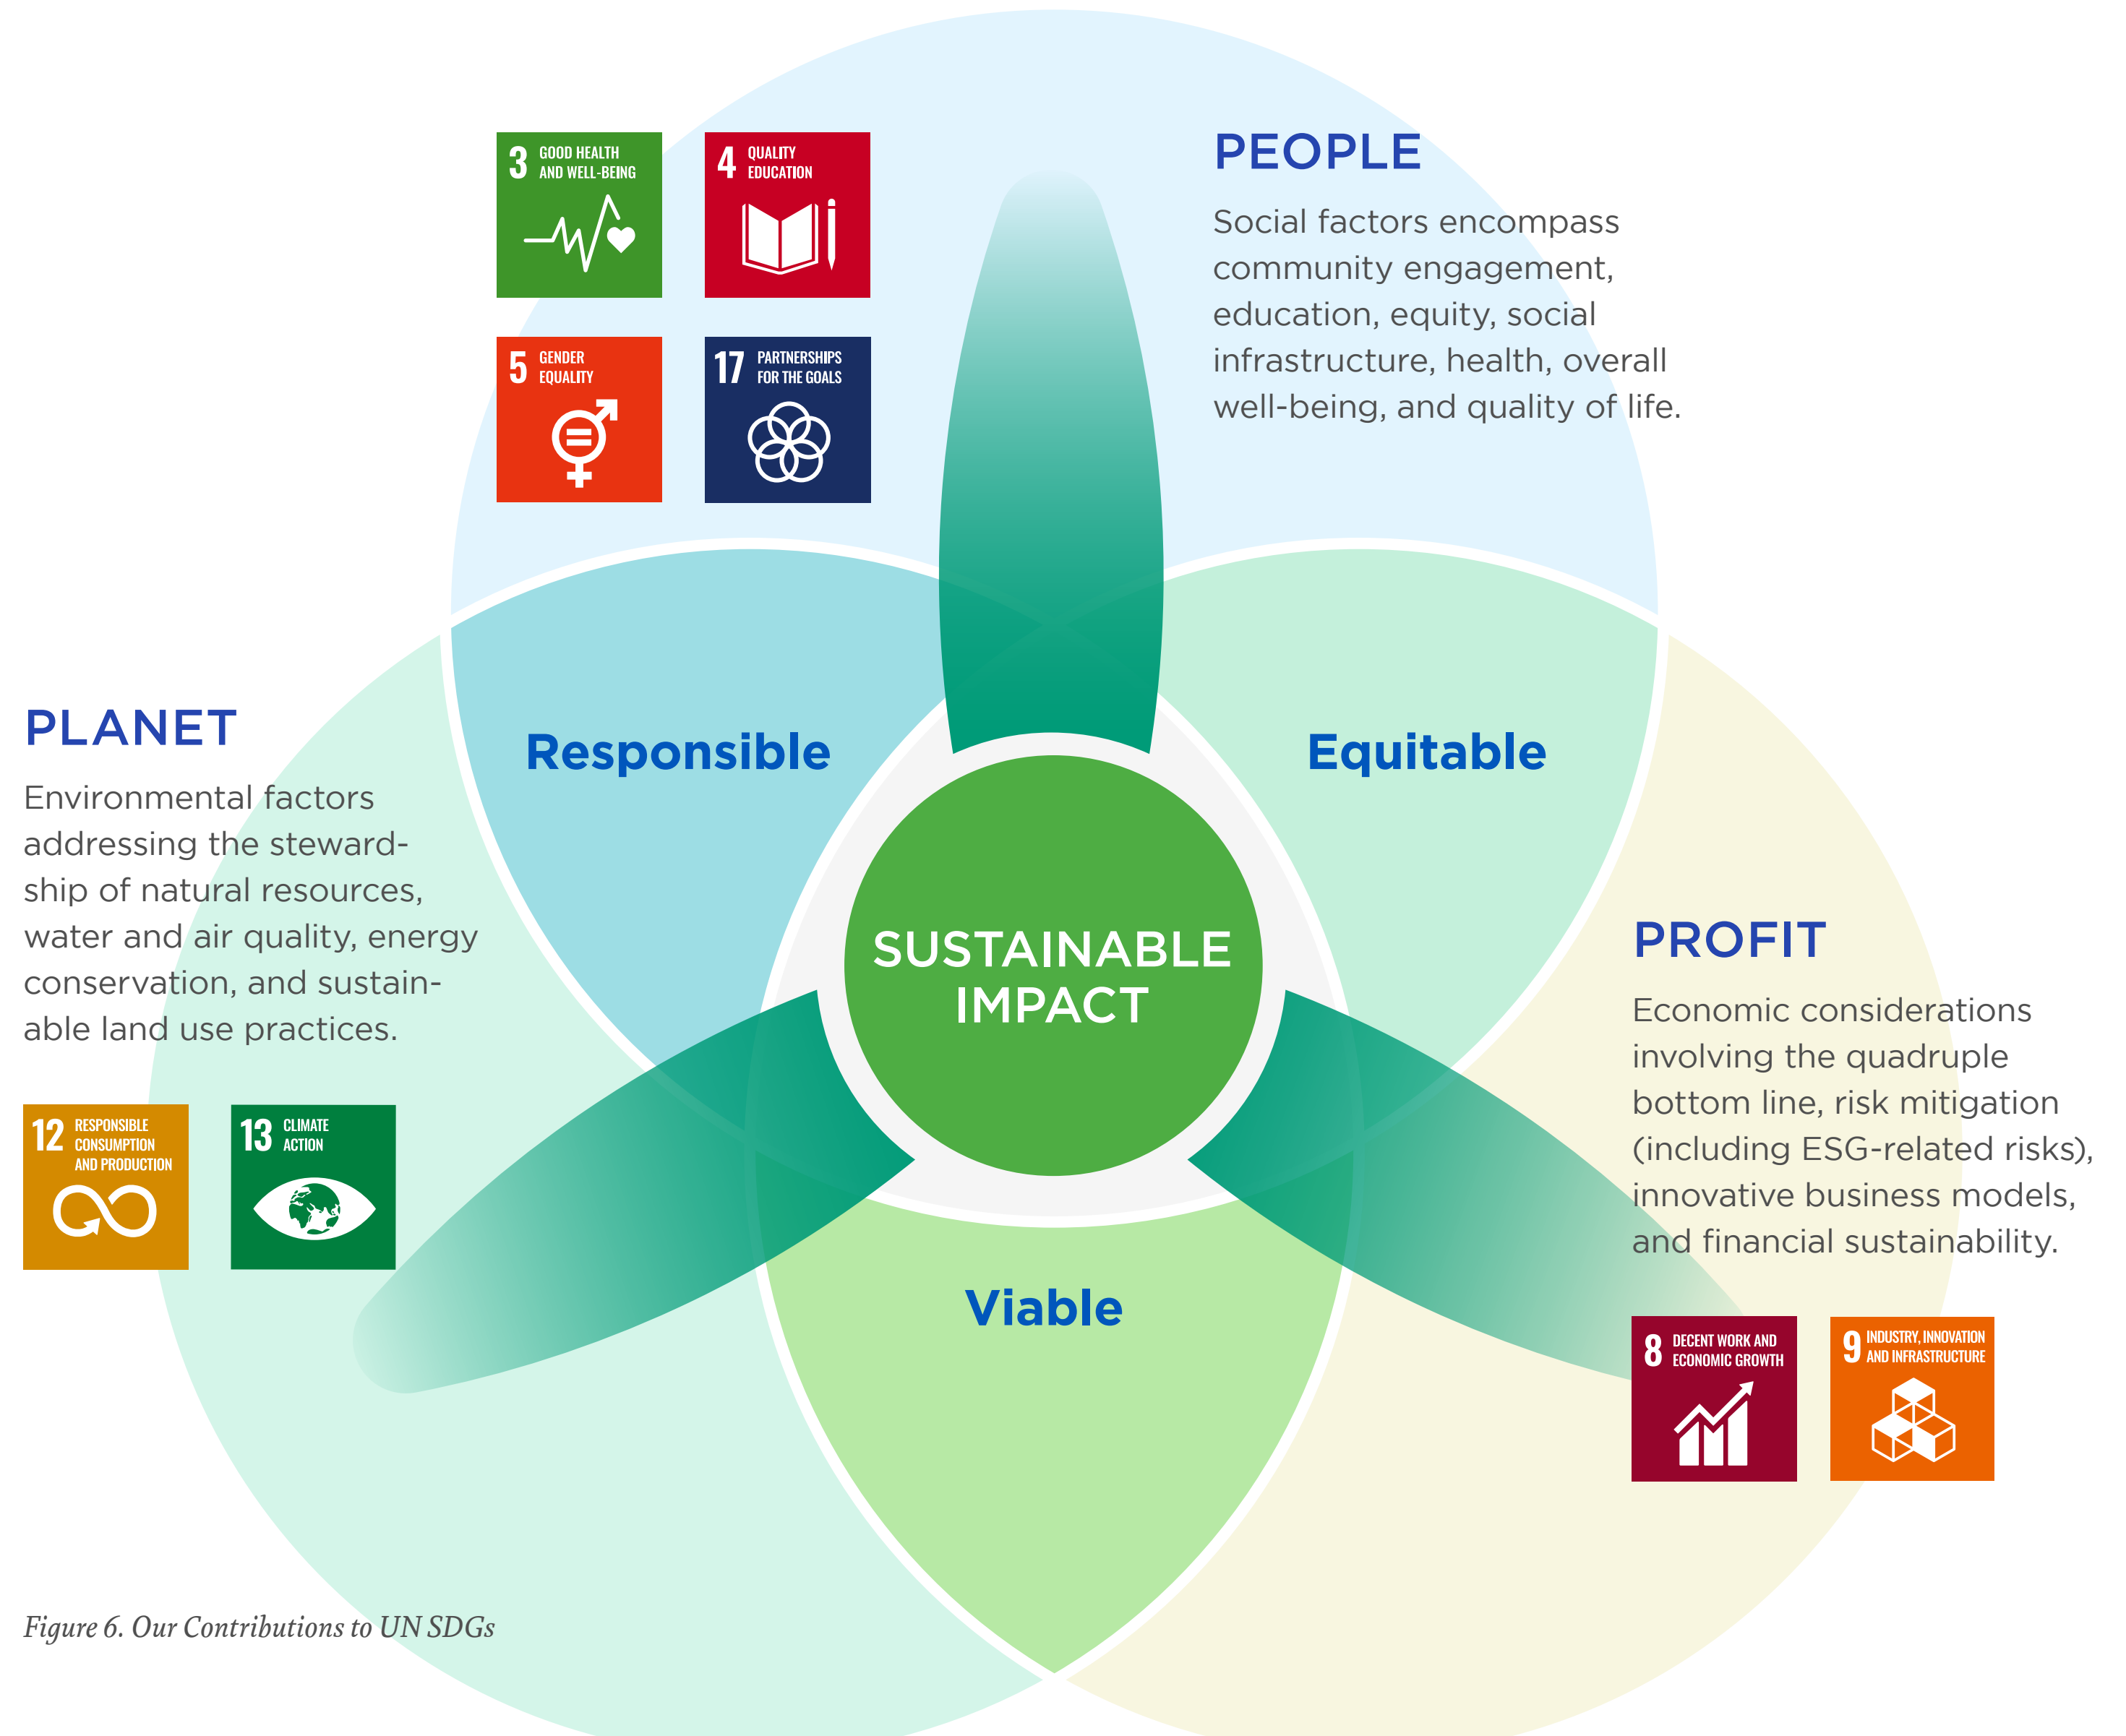 3 GOOD HEALTH
AND WELL-BEING
4 QUALITY
EDUCATION
5 GENDER
EQUALITY
17 PARTNERSHIPS
FOR THE GOALS
PEOPLE
Social factors encompass
community engagement,
education, equity, social
infrastructure, health, overall
well-being, and quality of life.
Responsible
Equitable
PLANET
Environmental factors
addressing the steward-
ship of natural resources,
water and air quality, energy
conservation, and sustain-
able land use practices.
12 RESPONSIBLE
CONSUMPTION
AND PRODUCTION
13 CLIMATE
ACTION
SUSTAINABLE
IMPACT
PROFIT
Economic considerations
involving the quadruple
bottom line, risk mitigation
(including ESG-related risks),
innovative business models,
and financial sustainability.
8 DECENT WORK AND
ECONOMIC GROWTH
9 INDUSTRY, INNOVATION
AND INFRASTRUCTURE
Viable
Figure 6. Our Contributions to UN SDGs